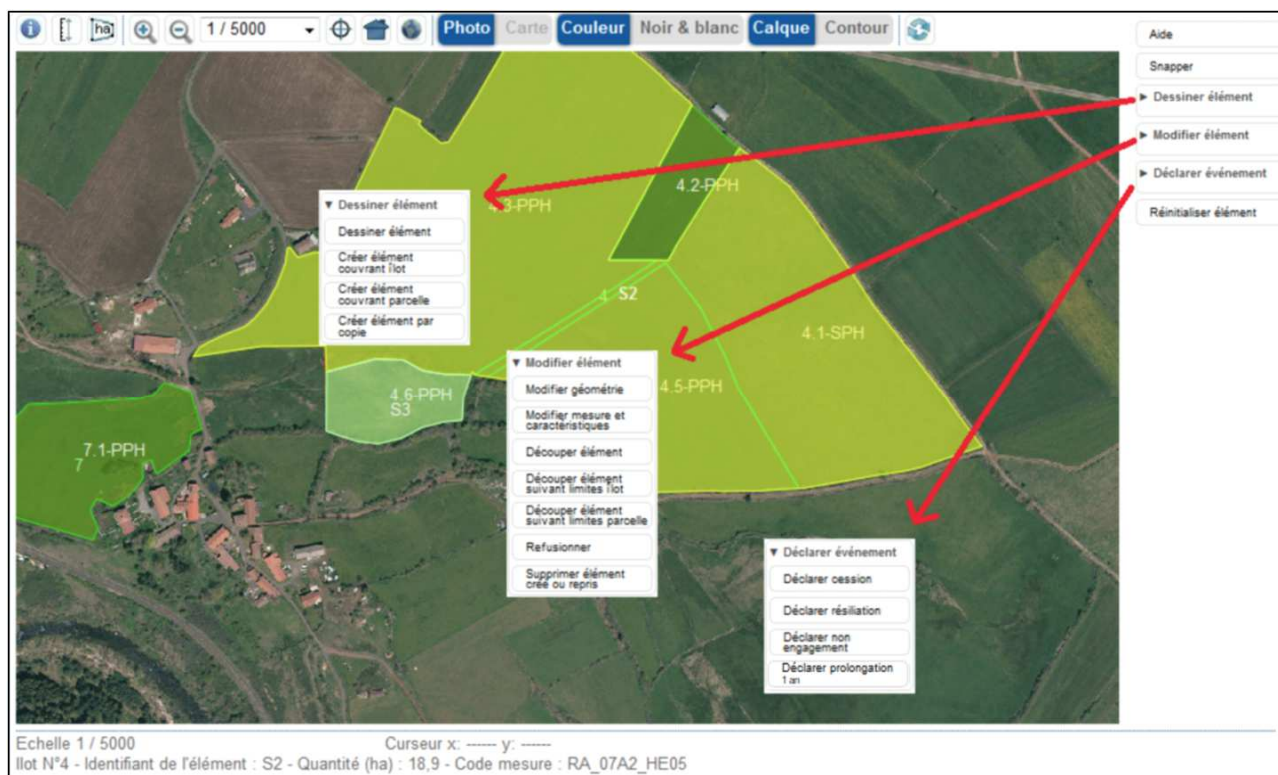 ha
1 / 5000
Photo Carte Couleur Noir & blanc Calque Contour
Aide
Snapper
► Dessiner élément
► Modifier élément
► Déclarer événement
Réinitialiser élément
4.2-PPH
4.3-PPH
▼ Dessiner élément
Dessiner élément
Créer élément
couvrant îlot
Créer élément
couvrant parcelle
Créer élément par
copie
4 S2
4.1-SPH
4.5-PPH
4.6-PPH
S3
7.1-PPH
7
▼ Modifier élément
Modifier géométrie
Modifier mesure et
caractéristiques
Découper élément
Découper élément
suivant limites îlot
Découper élément
suivant limites parcelle
Refusionner
Supprimer élément
créé ou repris
▼ Déclarer événement
Déclarer cession
Déclarer résiliation
Déclarer non
engagement
Déclarer prolongation
1 an
Echelle 1 / 5000 Curseur x: ------ y: ------
Ilot N°4 - Identifiant de l'élément : S2 - Quantité (ha) : 18,9 - Code mesure : RA_07A2_HE05